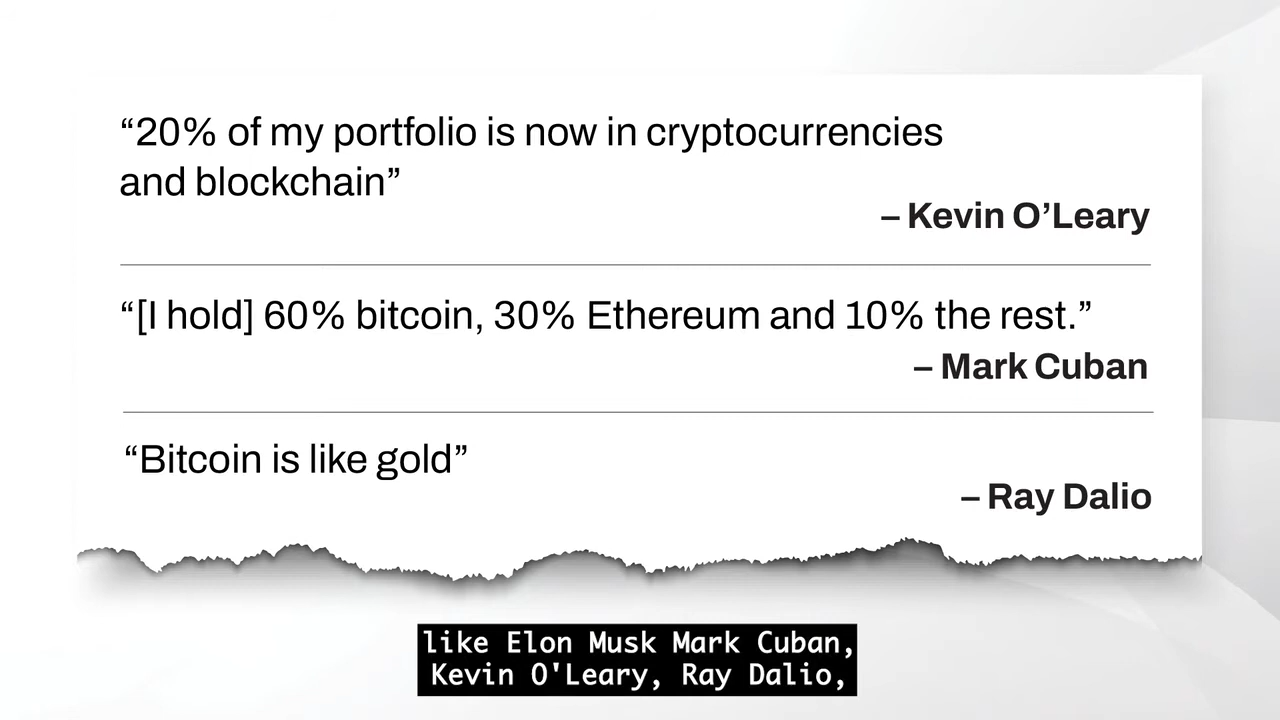 “20% of my portfolio is now in cryptocurrencies
and blockchain”
– Kevin O’Leary
“[I hold] 60% bitcoin, 30% Ethereum and 10% the rest.”
– Mark Cuban
“Bitcoin is like gold”
– Ray Dalio
like Elon Musk Mark Cuban,
Kevin O'Leary, Ray Dalio,